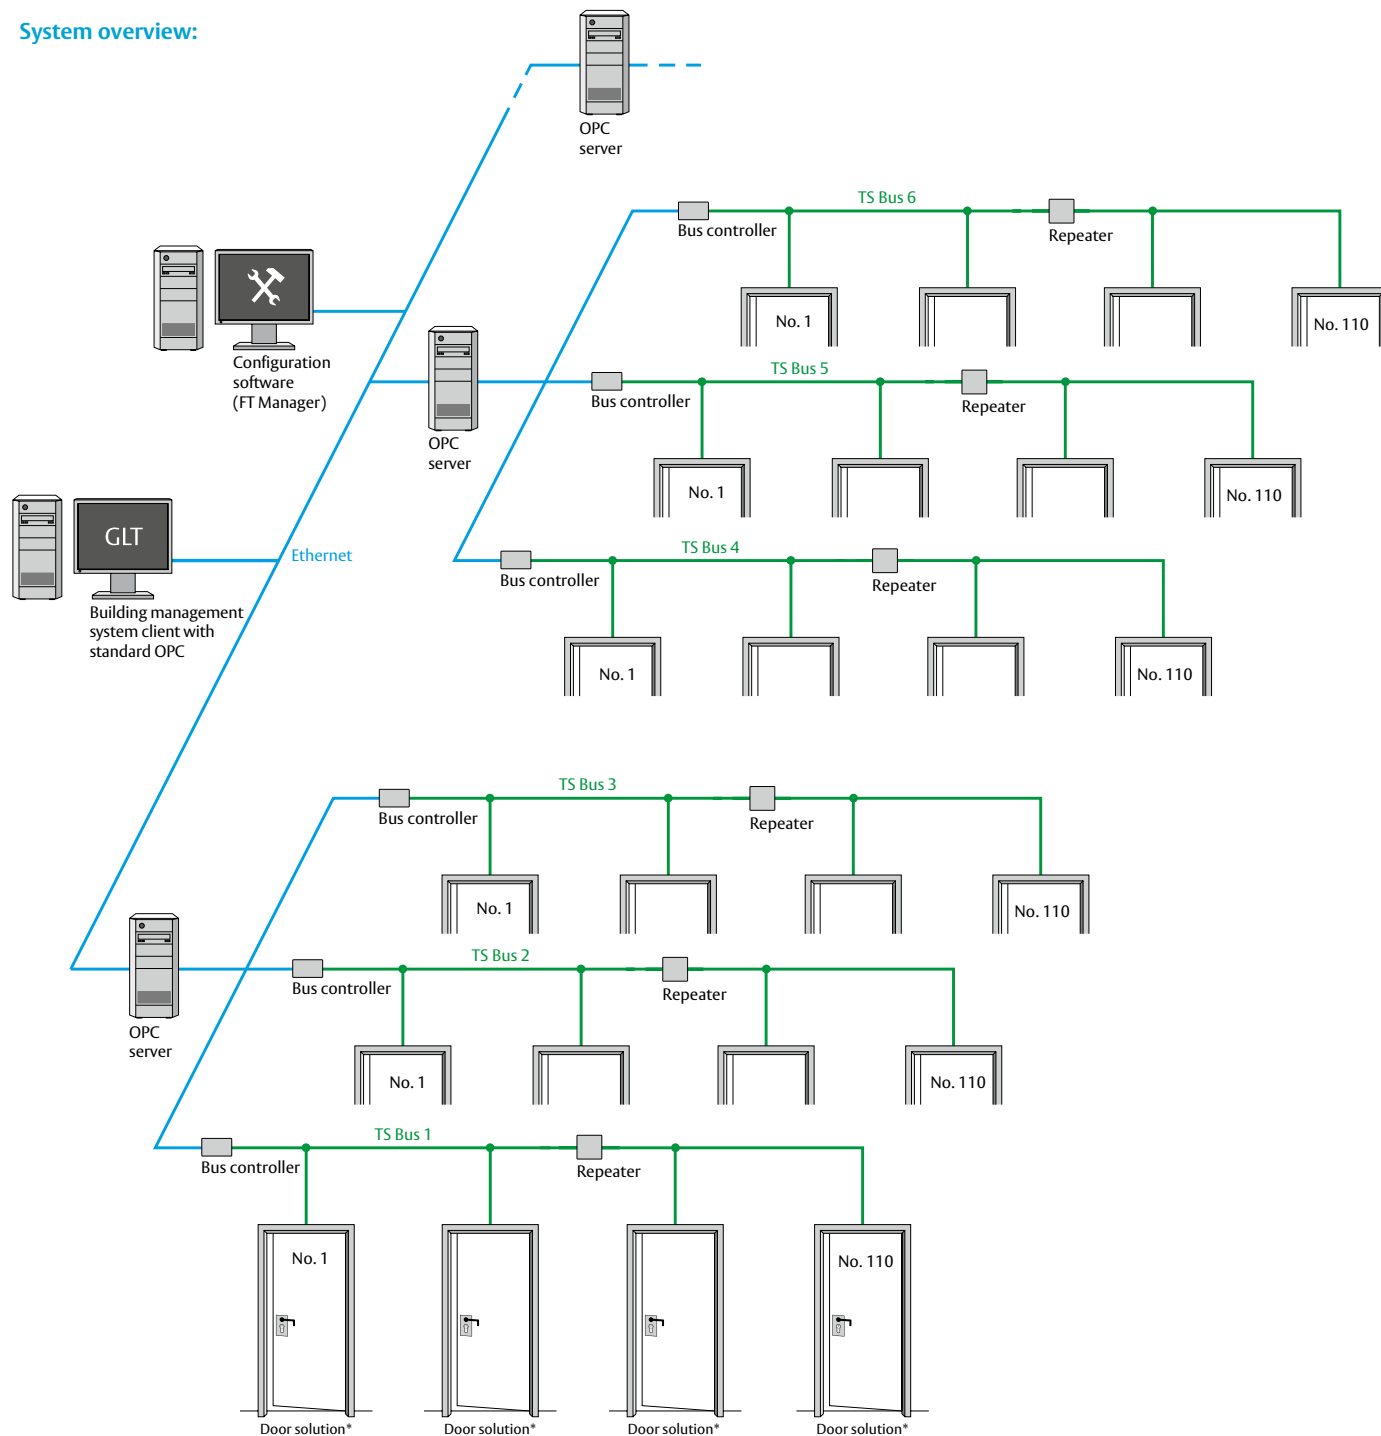 System overview:
OPC
server
TS Bus 6
Bus controller
Repeater
No. 1
No. 110
Configuration
software
(FT Manager)
OPC
server
TS Bus 5
Bus controller
Repeater
No. 1
No. 110
GLT
Ethernet
Building management
system client with
standard OPC
TS Bus 4
Bus controller
Repeater
No. 1
No. 110
TS Bus 3
Bus controller
Repeater
No. 1
No. 110
OPC
server
TS Bus 2
Bus controller
Repeater
No. 1
No. 110
TS Bus 1
Bus controller
Repeater
No. 1
No. 110
Door solution*
Door solution*
Door solution*
Door solution*